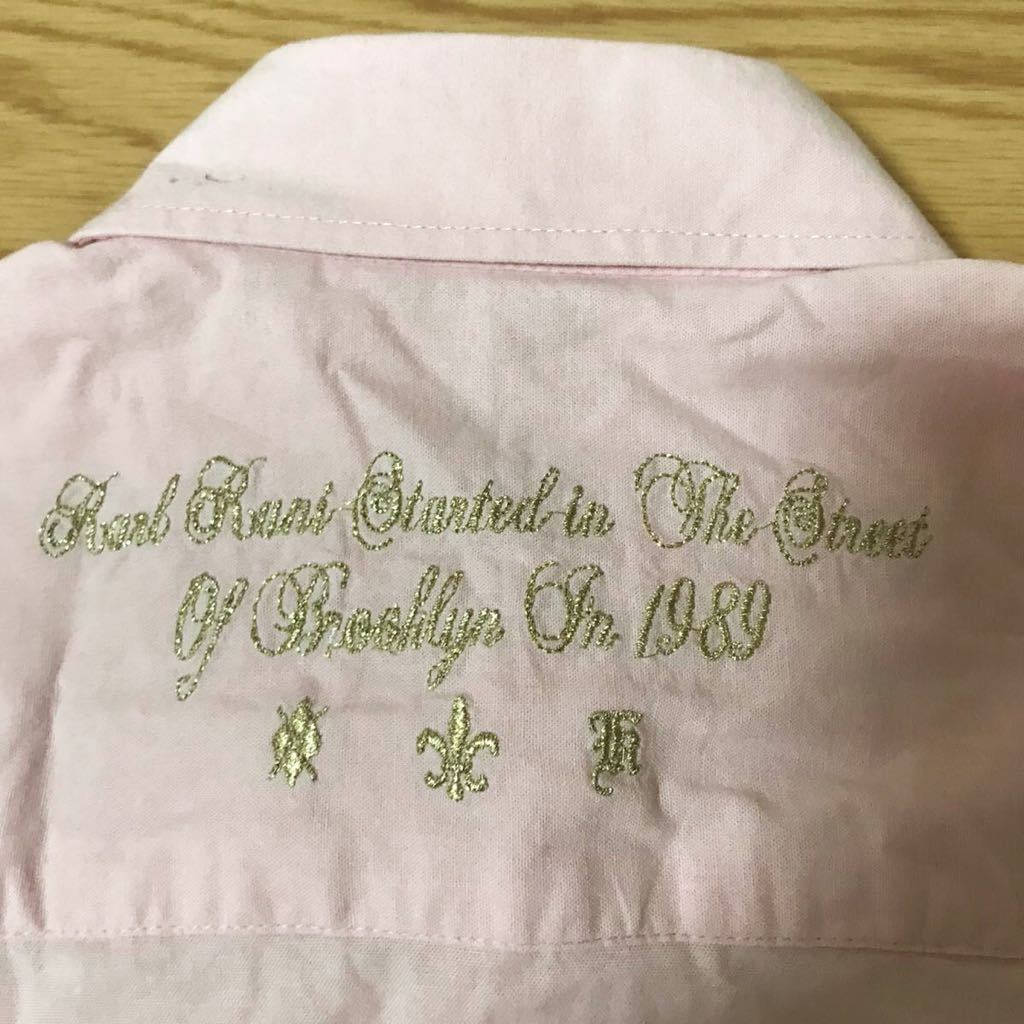 Karl Kani Started in The Street
Of Brooklyn In 1989
K